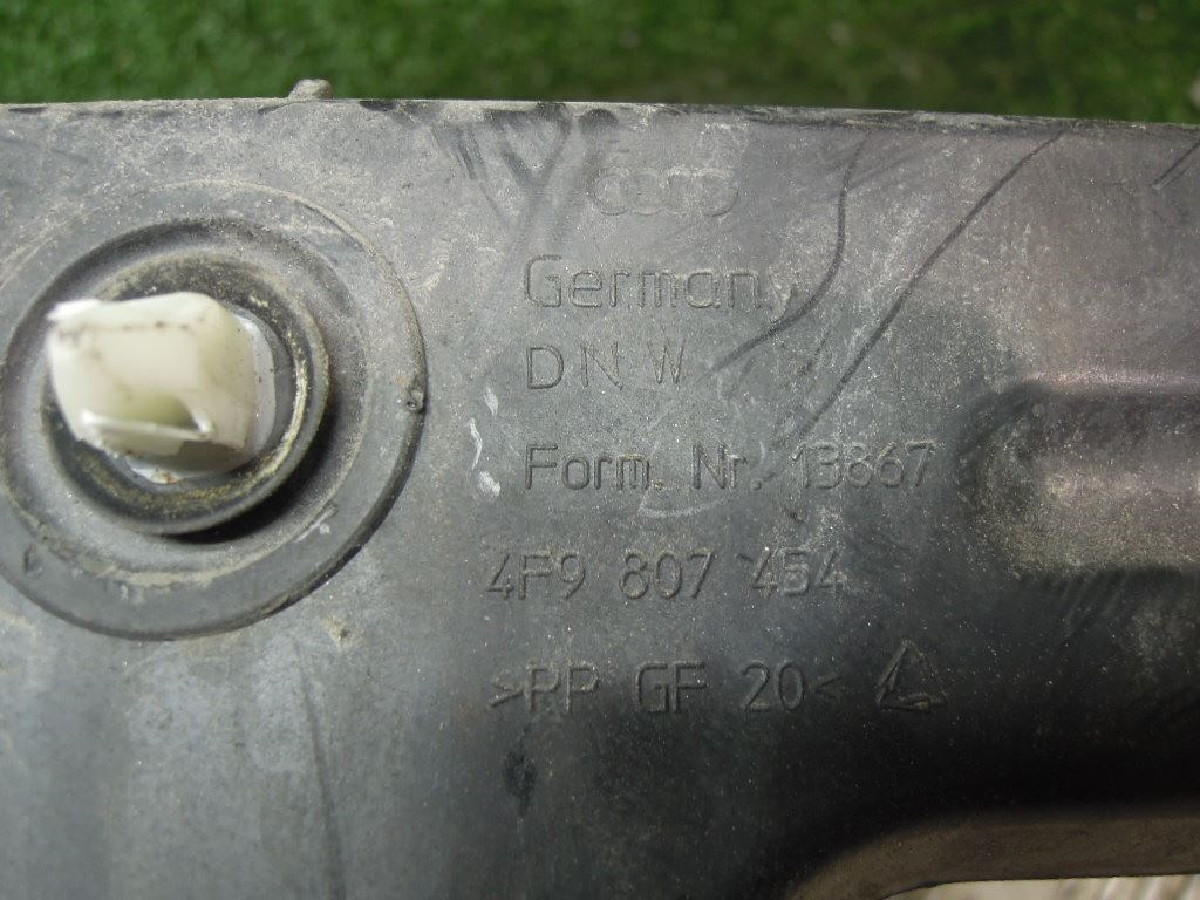 Germany
DNW
Form. Nr. 13867
4F9 807 454
>PP GF 20<